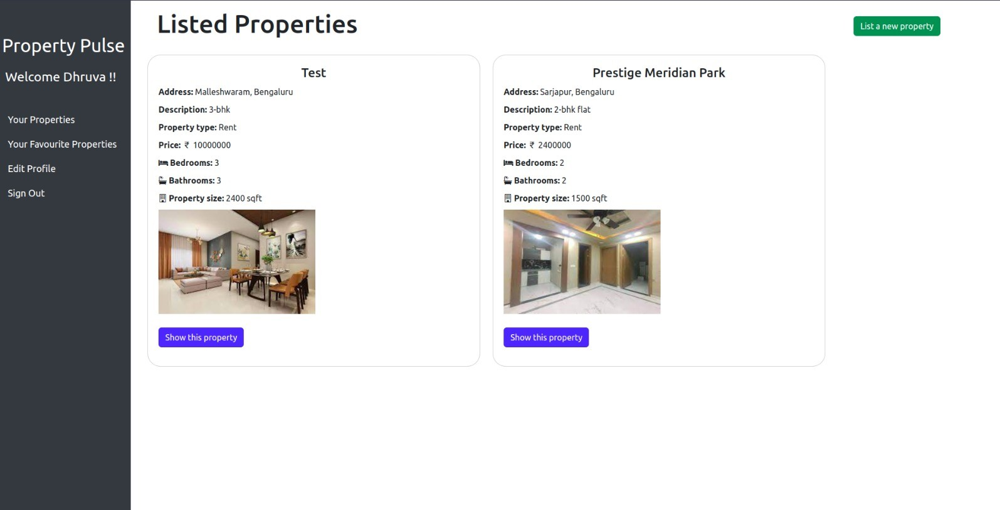 Property Pulse
Welcome Dhruva !!
Your Properties
Your Favourite Properties
Edit Profile
Sign Out
Listed Properties
List a new property
Test
Address: Malleshwaram, Bengaluru
Description: 3-bhk
Property type: Rent
Price: ₹ 10000000
Bedrooms: 3
Bathrooms: 3
Property size: 2400 sqft
Show this property
Prestige Meridian Park
Address: Sarjapur, Bengaluru
Description: 2-bhk flat
Property type: Rent
Price: ₹ 2400000
Bedrooms: 2
Bathrooms: 2
Property size: 1500 sqft
Show this property